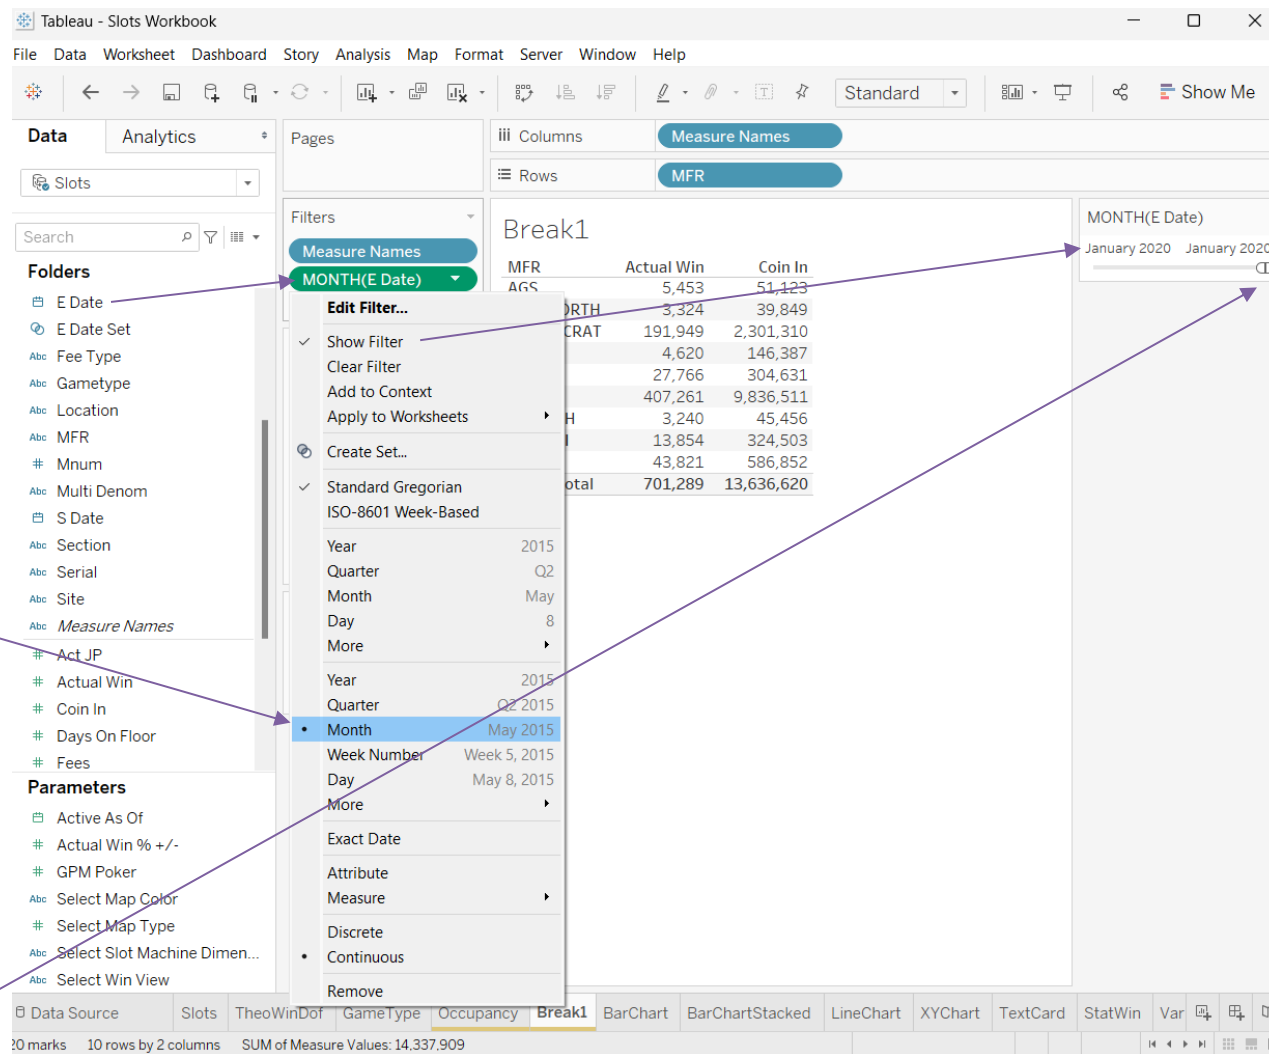 Tableau - Slots Workbook
File Data Worksheet Dashboard Story Analysis Map Format Server Window Help
Standard
Show Me
Data Analytics
Slots
Search
Folders
E Date
E Date Set
Fee Type
Gametype
Location
MFR
Mnum
Multi Denom
S Date
Section
Serial
Site
Measure Names
Act JP
Actual Win
Coin In
Days On Floor
Fees
Parameters
Active As Of
Actual Win % +/-
GPM Poker
Select Map Color
Select Map Type
Select Slot Machine Dimen...
Select Win View
Pages
Filters
Measure Names
MONTH(E Date)
Edit Filter...
Show Filter
Clear Filter
Add to Context
Apply to Worksheets
Create Set...
Standard Gregorian
ISO-8601 Week-Based
Year 2015
Quarter Q2
Month May
Day 8
More
Year 2015
Quarter Q2 2015
Month May 2015
Week Number Week 5, 2015
Day May 8, 2015
More
Exact Date
Attribute
Measure
Discrete
Continuous
Remove
Columns Measure Names
Rows MFR
Break1
MFR Actual Win Coin In
AGS 5,453 51,123
ORTH 3,324 39,849
CRAT 191,949 2,301,310
4,620 146,387
27,766 304,631
407,261 9,836,511
H 3,240 45,456
I 13,854 324,503
43,821 586,852
otal 701,289 13,636,620
MONTH(E Date)
January 2020 January 2020
Data Source Slots TheoWinDof GameType Occupancy Break1 BarChart BarChartStacked LineChart XYChart TextCard StatWin Var
20 marks 10 rows by 2 columns SUM of Measure Values: 14,337,909